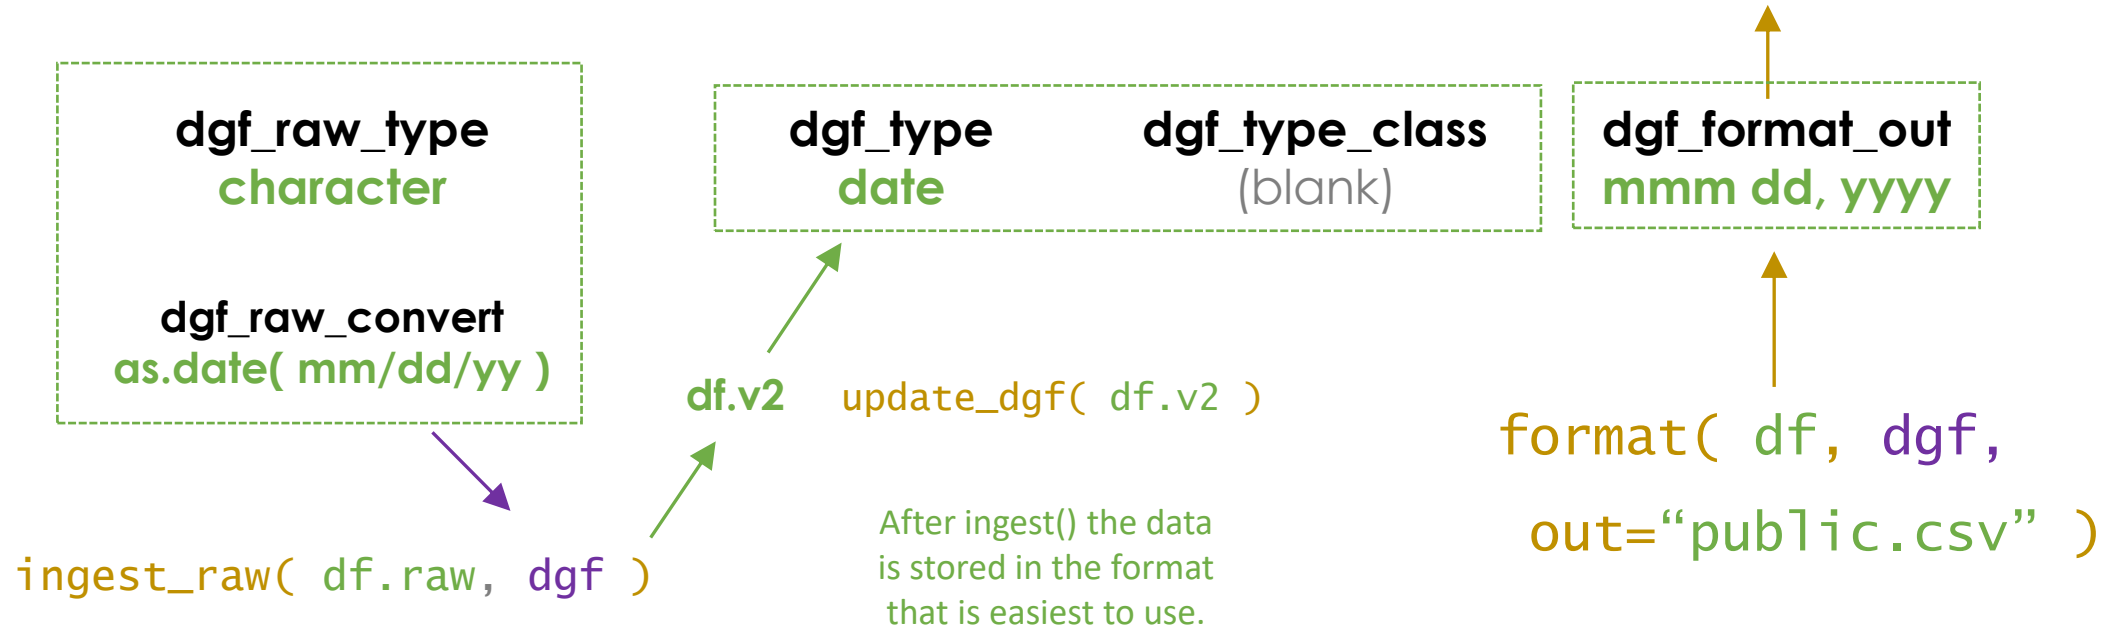 dgf_raw_type
character
dgf_raw_convert
as.date( mm/dd/yy )
ingest_raw( df.raw, dgf )
dgf_type
date
dgf_type_class
(blank)
df.v2
update_dgf( df.v2 )
After ingest() the data
is stored in the format
that is easiest to use.
dgf_format_out
mmm dd, yyyy
format( df, dgf,
out=“public.csv” )